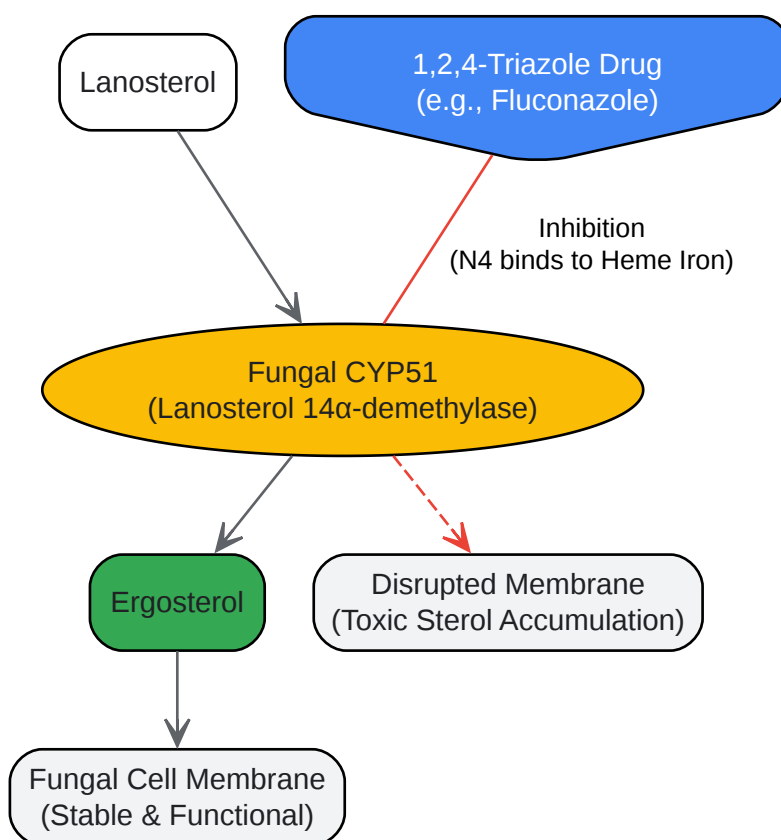 Lanosterol
1,2,4-Triazole Drug
(e.g., Fluconazole)
Inhibition
(N4 binds to Heme Iron)
Fungal CYP51
(Lanosterol 14α-demethylase)
Ergosterol
Disrupted Membrane
(Toxic Sterol Accumulation)
Fungal Cell Membrane
(Stable & Functional)